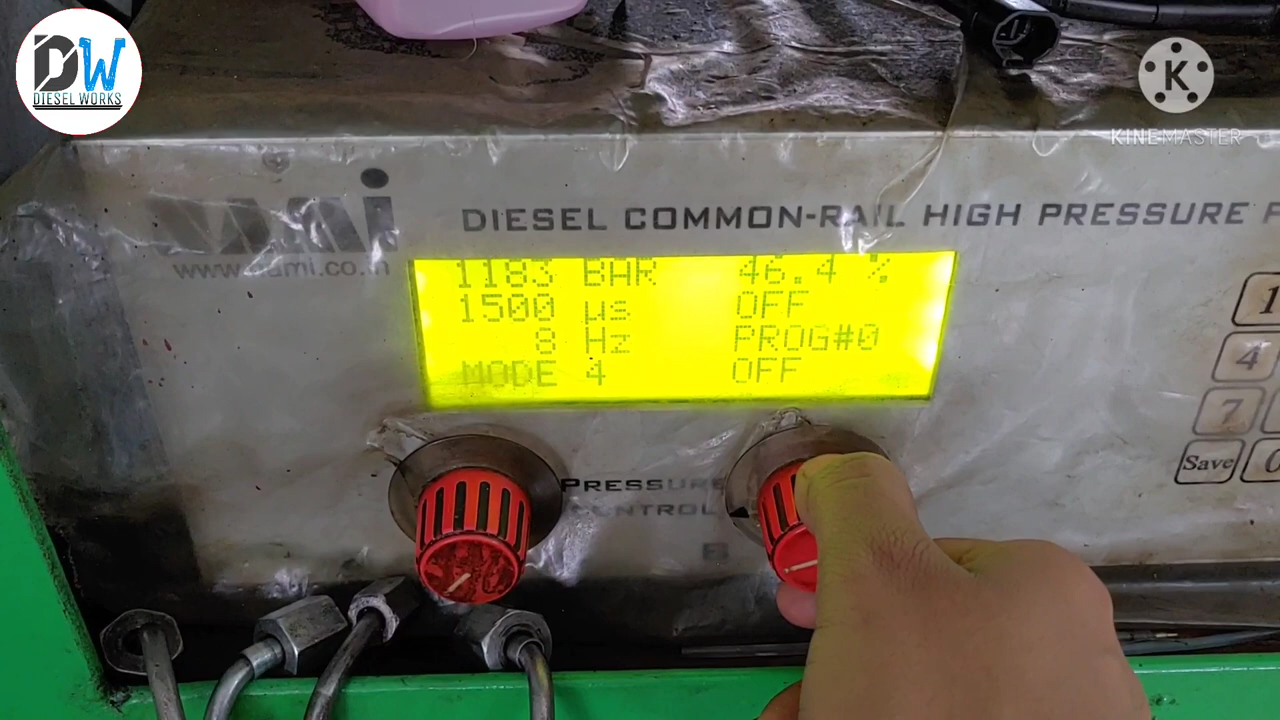 DW
DIESEL WORKS
K
KINEMASTER
DIESEL COMMON-RAIL HIGH PRESSURE P
1183 BAR 46.4 %
1500 µs OFF
8 Hz PROG#0
MODE 4 OFF
PRESSURE
CONTROL
1
4
7
Save 0